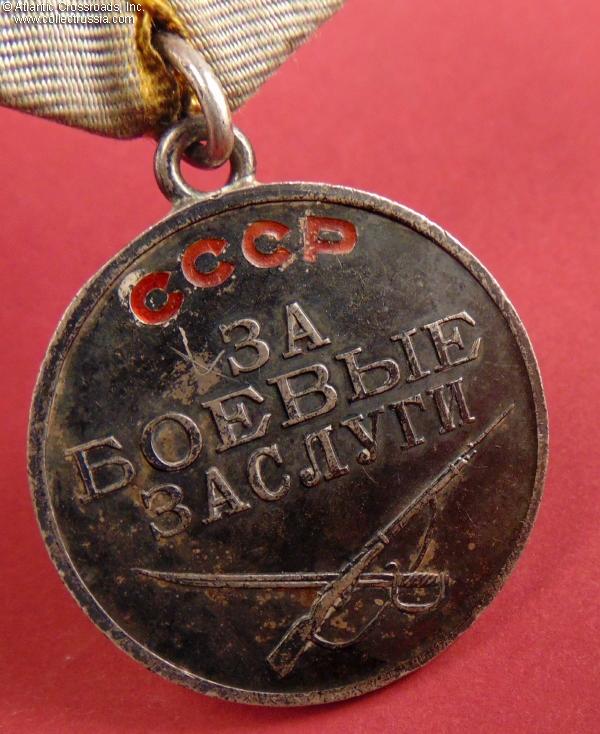 © Atlantic Crossroads, Inc.
www.collectrussia.com
СССР
ЗА
БОЕВЫЕ
ЗАСЛУГИ